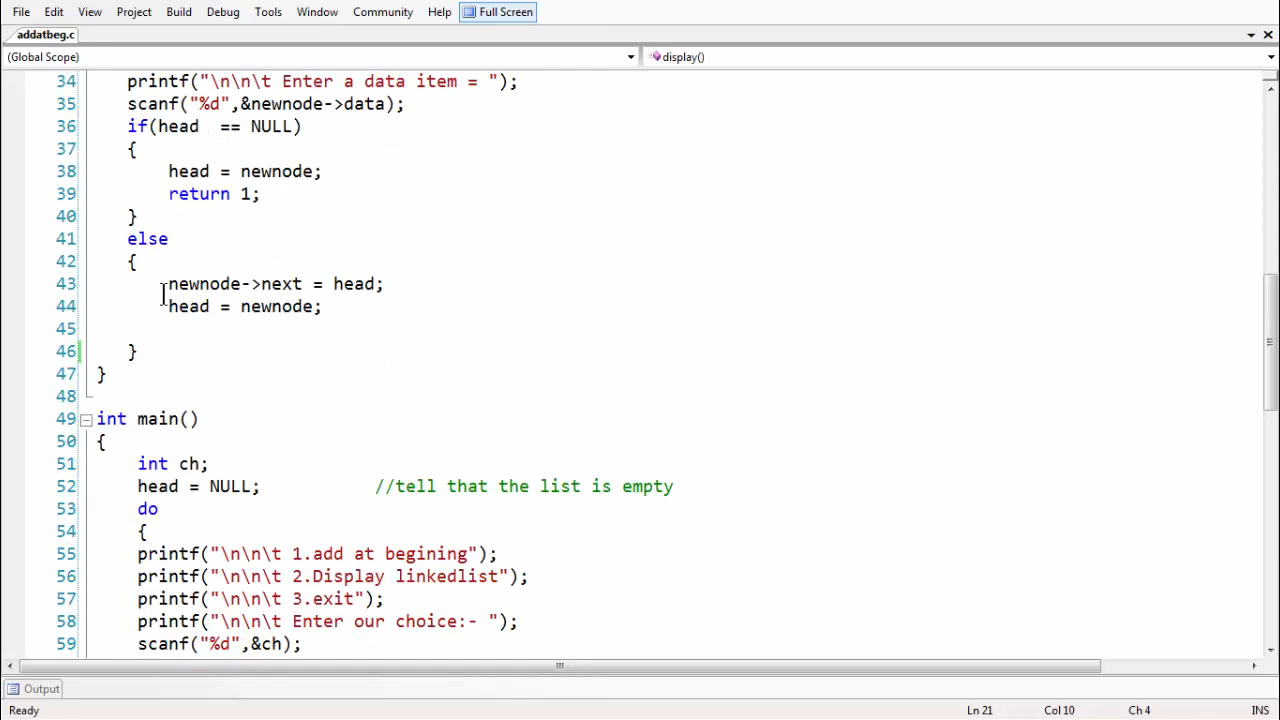 File Edit View Project Build Debug Tools Window Community Help Full Screen
addatbeg.c
(Global Scope) display()
34 printf("\n\n\t Enter a data item = ");
35 scanf("%d",&newnode->data);
36 if(head  == NULL)
37 {
38 head = newnode;
39 return 1;
40 }
41 else
42 {
43 newnode->next = head;
44 head = newnode;
45
46 }
47 }
48
49 int main()
50 {
51 int ch;
52 head = NULL; //tell that the list is empty
53 do
54 {
55 printf("\n\n\t 1.add at begining");
56 printf("\n\n\t 2.Display linkedlist");
57 printf("\n\n\t 3.exit");
58 printf("\n\n\t Enter our choice:- ");
59 scanf("%d",&ch);
Output
Ready Ln 21 Col 10 Ch 4 INS